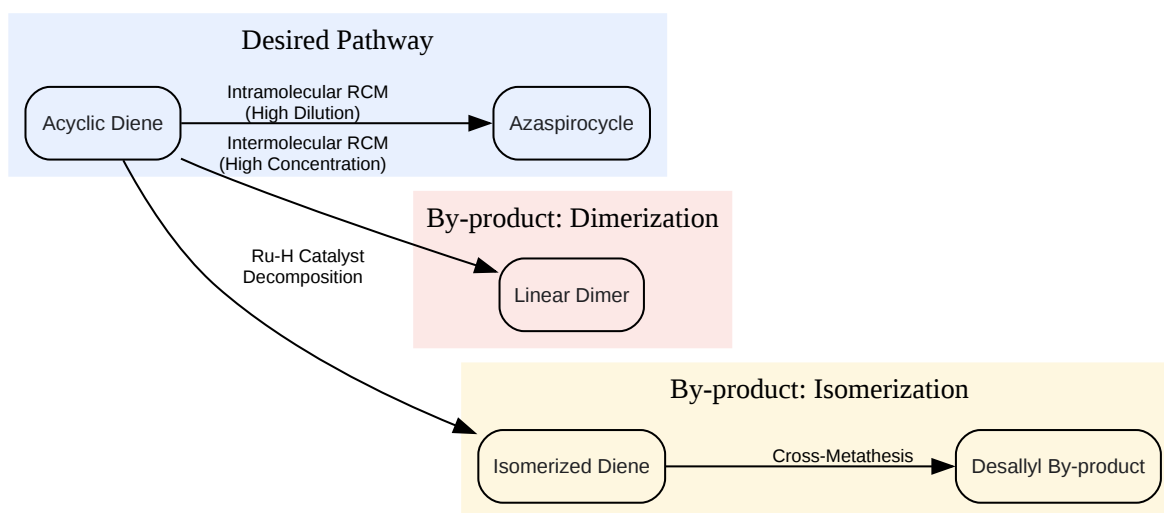 Desired Pathway
Acyclic Diene
Intramolecular RCM
(High Dilution)
Azaspirocycle
Intermolecular RCM
(High Concentration)
By-product: Dimerization
Linear Dimer
Ru-H Catalyst
Decomposition
By-product: Isomerization
Isomerized Diene
Cross-Metathesis
Desallyl By-product